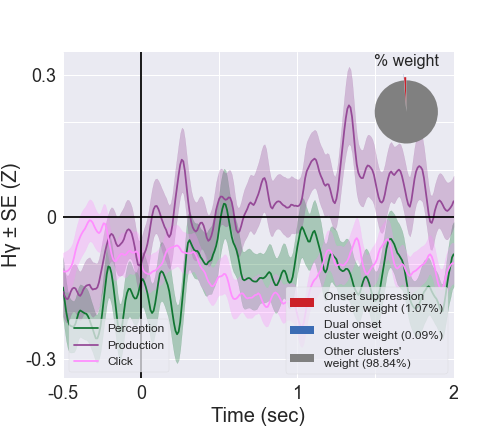 % weight
0.3
0
-0.3
Hγ ± SE (Z)
Perception
Production
Click
Onset suppression
cluster weight (1.07%)
Dual onset
cluster weight (0.09%)
Other clusters'
weight (98.84%)
-0.5
0
1
2
Time (sec)